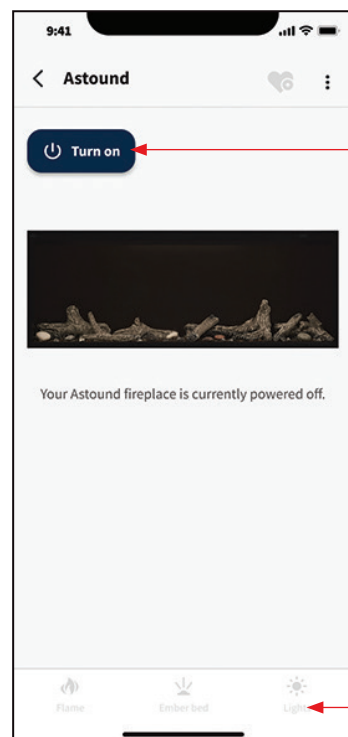 9:41
Astound
Turn on
Your Astound fireplace is currently powered off.
Flame
Ember bed
Light